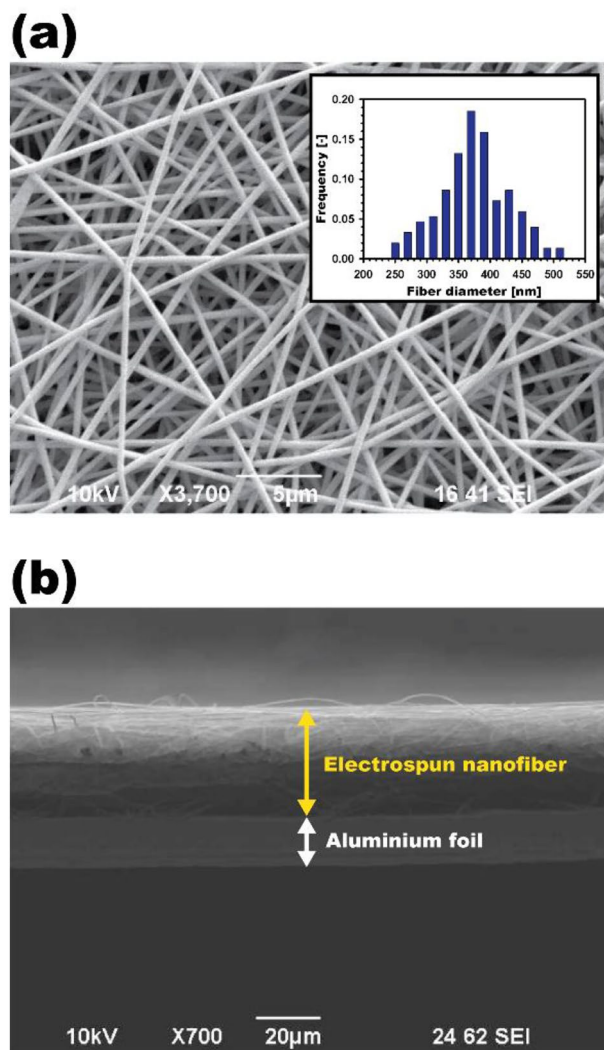 (a)
0.20
0.15
0.10
0.05
0.00
Frequency [-]
200 250 300 350 400 450 500 550
Fiber diameter [nm]
10kV X3,700 5µm 16 41 SEI
(b)
Electrospun nanofiber
Aluminium foil
10kV X700 20µm 24 62 SEI